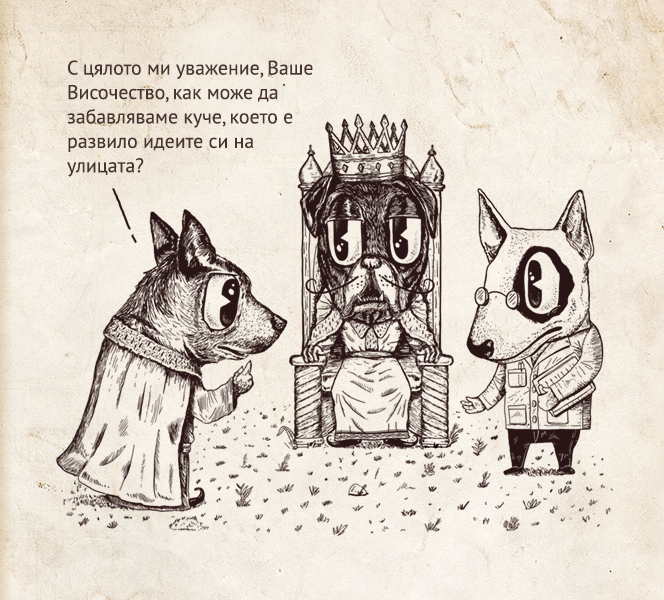 С цялото ми уважение, Ваше
Височество, как може да
забавляваме куче, което е
развило идеите си на
улицата?